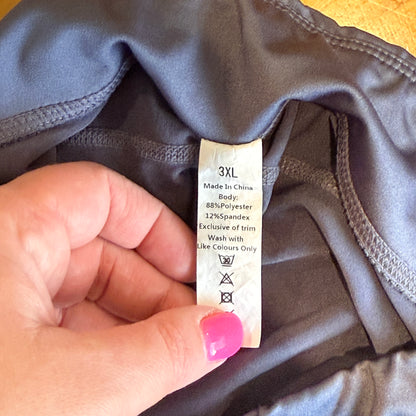 3XL
Made In China
Body:
88%Polyester
12%Spandex
Exclusive of trim
Wash with
Like Colours Only